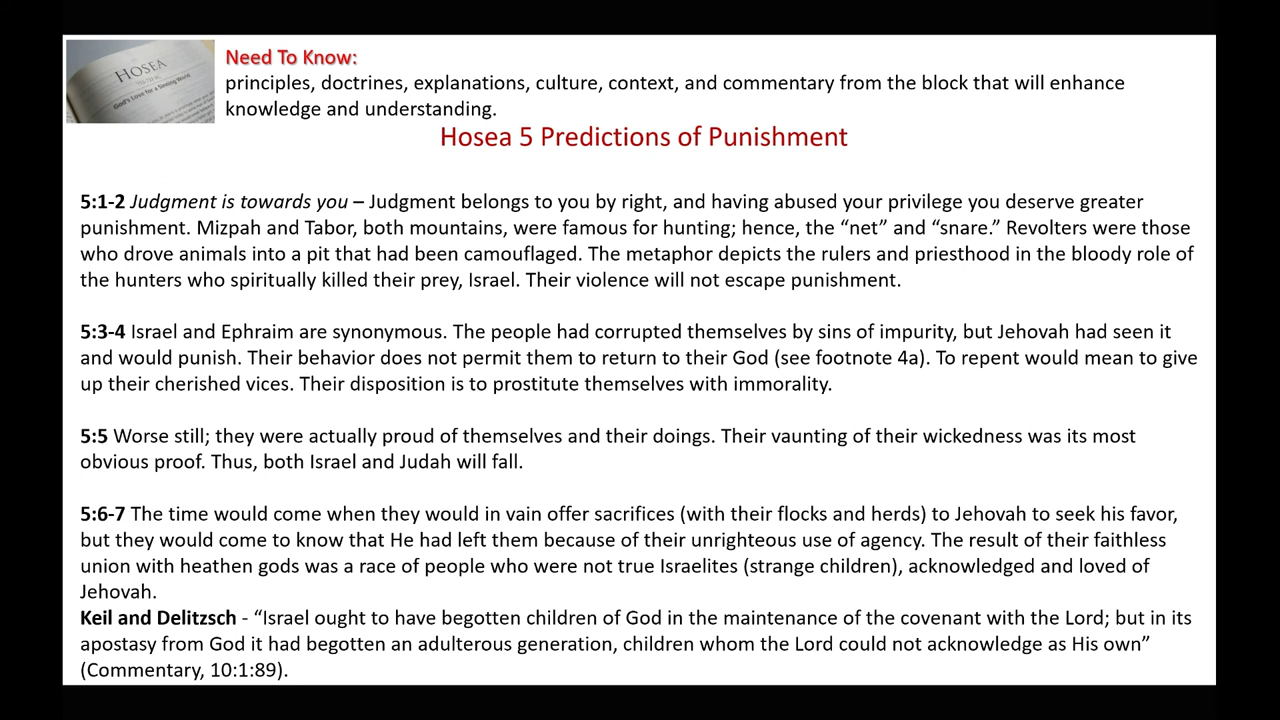 HOSEA
God's Love for a Sinning World
Need To Know:
principles, doctrines, explanations, culture, context, and commentary from the block that will enhance
knowledge and understanding.
Hosea 5 Predictions of Punishment
5:1-2 Judgment is towards you – Judgment belongs to you by right, and having abused your privilege you deserve greater
punishment. Mizpah and Tabor, both mountains, were famous for hunting; hence, the “net” and “snare.” Revolters were those
who drove animals into a pit that had been camouflaged. The metaphor depicts the rulers and priesthood in the bloody role of
the hunters who spiritually killed their prey, Israel. Their violence will not escape punishment.
5:3-4 Israel and Ephraim are synonymous. The people had corrupted themselves by sins of impurity, but Jehovah had seen it
and would punish. Their behavior does not permit them to return to their God (see footnote 4a). To repent would mean to give
up their cherished vices. Their disposition is to prostitute themselves with immorality.
5:5 Worse still; they were actually proud of themselves and their doings. Their vaunting of their wickedness was its most
obvious proof. Thus, both Israel and Judah will fall.
5:6-7 The time would come when they would in vain offer sacrifices (with their flocks and herds) to Jehovah to seek his favor,
but they would come to know that He had left them because of their unrighteous use of agency. The result of their faithless
union with heathen gods was a race of people who were not true Israelites (strange children), acknowledged and loved of
Jehovah.
Keil and Delitzsch - “Israel ought to have begotten children of God in the maintenance of the covenant with the Lord; but in its
apostasy from God it had begotten an adulterous generation, children whom the Lord could not acknowledge as His own”
(Commentary, 10:1:89).